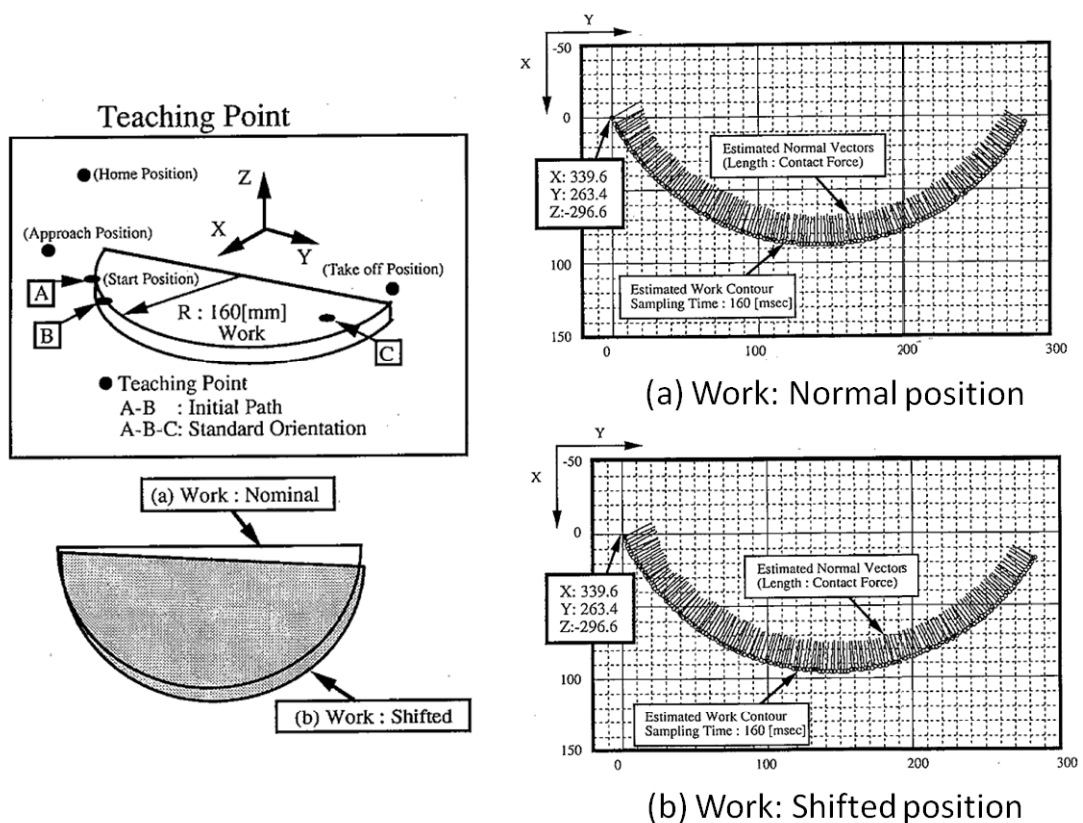 Teaching Point
(Home Position)
Z
X
Y
(Approach Position)
(Take off Position)
A
(Start Position)
B
R : 160[mm]
Work
C
Teaching Point
A-B : Initial Path
A-B-C: Standard Orientation
(a) Work : Nominal
(b) Work : Shifted
Y
X
-50
0
100
150
0
100
200
300
Estimated Normal Vectors
(Length : Contact Force)
X: 339.6
Y: 263.4
Z:-296.6
Estimated Work Contour
Sampling Time : 160 [msec]
(a) Work: Normal position
Y
X
-50
0
100
150
0
100
200
300
Estimated Normal Vectors
(Length : Contact Force)
X: 339.6
Y: 263.4
Z:-296.6
Estimated Work Contour
Sampling Time : 160 [msec]
(b) Work: Shifted position